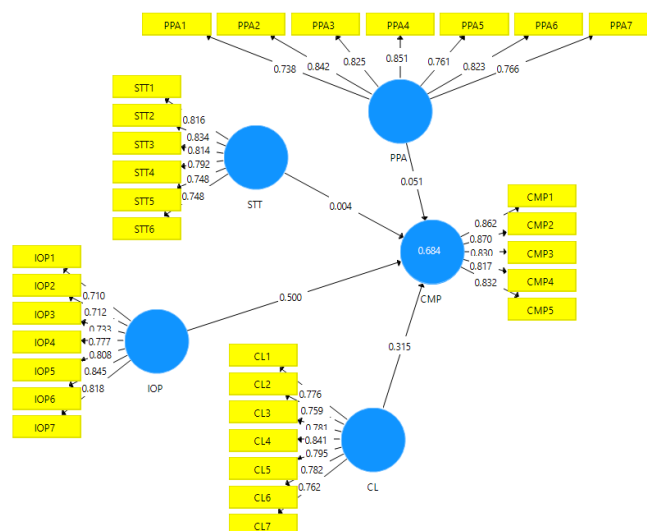 PPA1 PPA2 PPA3 PPA4 PPA5 PPA6 PPA7
0.738 0.842 0.825 0.851 0.761 0.823 0.766
PPA
STT1
STT2
STT3
STT4
STT5
STT6
0.816
0.834
0.814
0.792
0.748
0.748
STT
0.004
0.051
0.684
CMP
0.862
0.870
0.830
0.817
0.832
CMP1
CMP2
CMP3
CMP4
CMP5
IOP1
IOP2
IOP3
IOP4
IOP5
IOP6
IOP7
0.710
0.712
0.733
0.777
0.808
0.845
0.818
IOP
0.500
0.315
CL1
CL2
CL3
CL4
CL5
CL6
CL7
0.776
0.759
0.781
0.841
0.795
0.782
0.762
CL